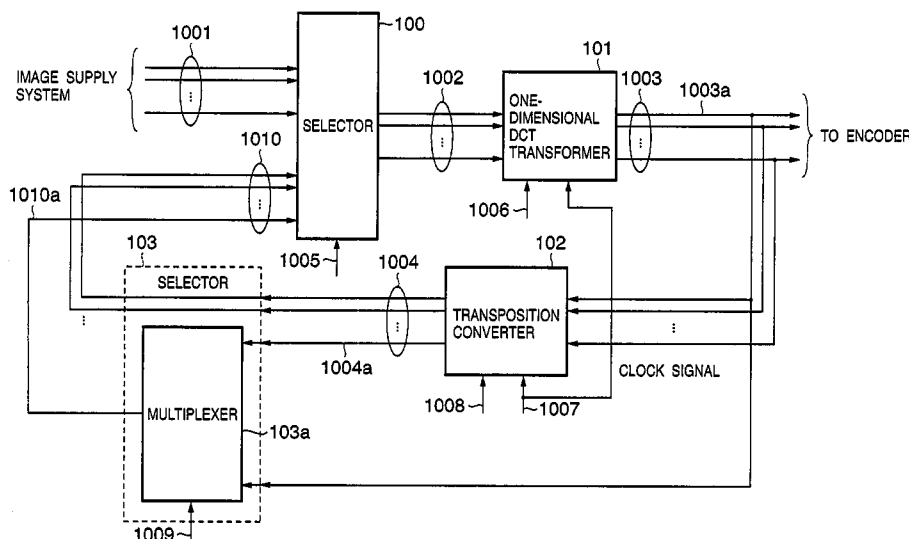 100
1001
IMAGE SUPPLY
SYSTEM
⋮
SELECTOR
1002
⋮
101
ONE-
DIMENSIONAL
DCT
TRANSFORMER
1003
⋮
1003a
TO ENCODER
1010
⋮
1010a
1005
1006
102
103
SELECTOR
⋮
1004
⋮
1004a
TRANSPOSITION
CONVERTER
⋮
CLOCK SIGNAL
1008
1007
MULTIPLEXER
103a
1009